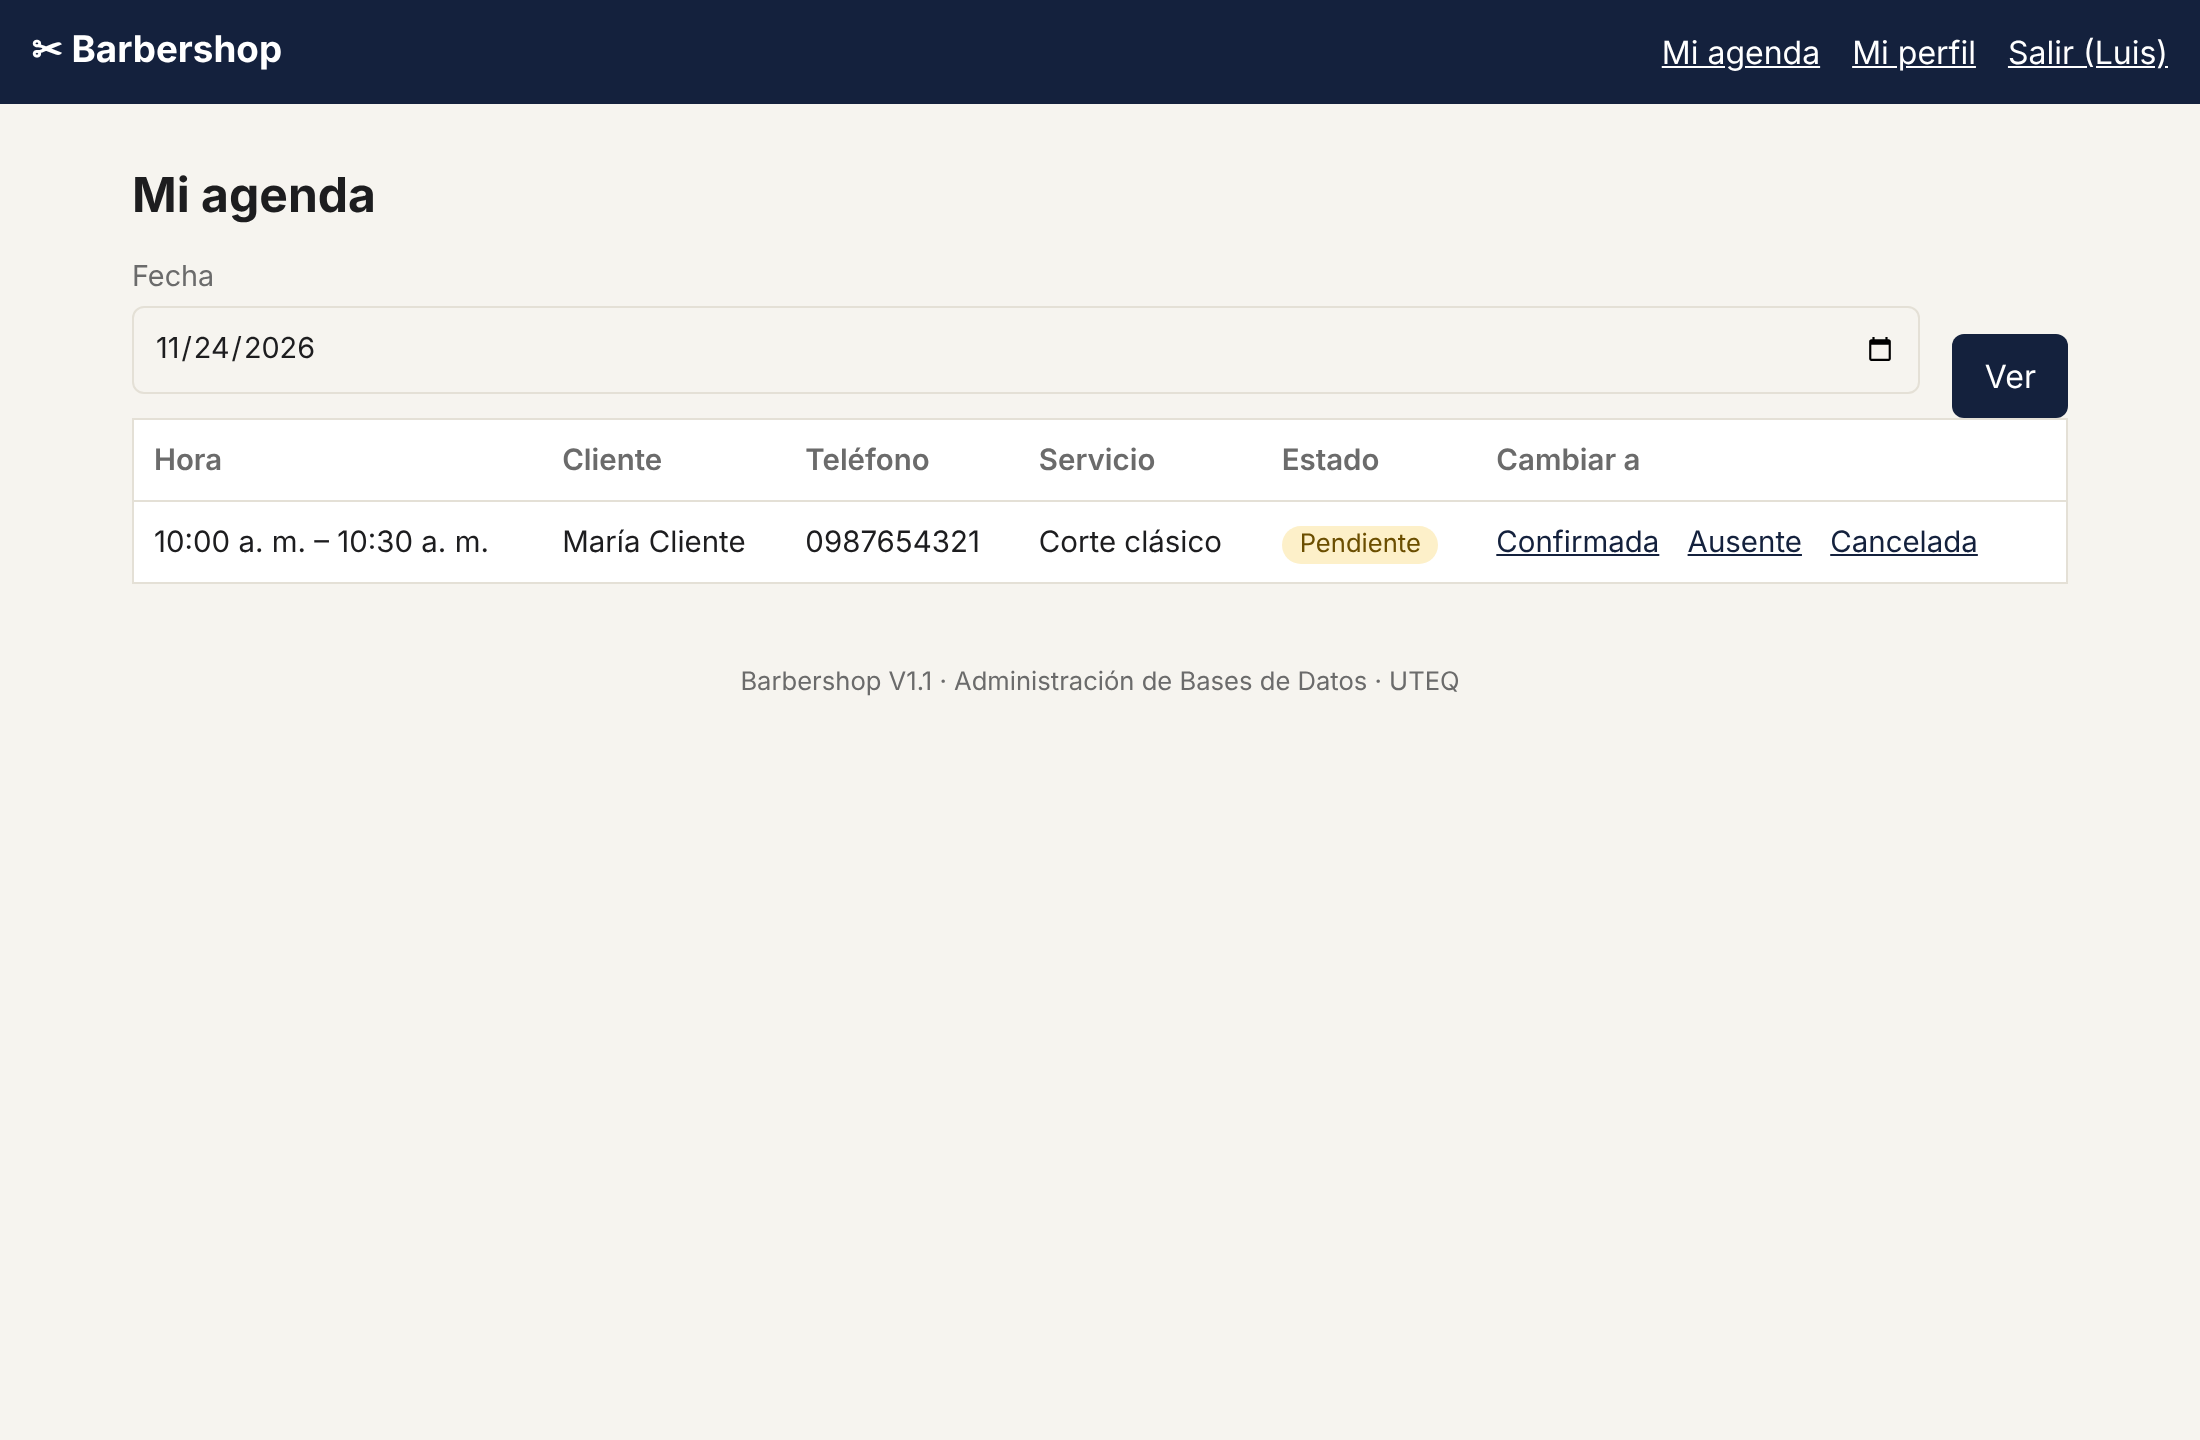 ✂ Barbershop Mi agenda Mi perfil Salir (Luis)
Mi agenda
Fecha
11/24/2026
Ver
Hora Cliente Teléfono Servicio Estado Cambiar a
10:00 a. m. – 10:30 a. m. María Cliente 0987654321 Corte clásico Pendiente Confirmada Ausente Cancelada
Barbershop V1.1 · Administración de Bases de Datos · UTEQ